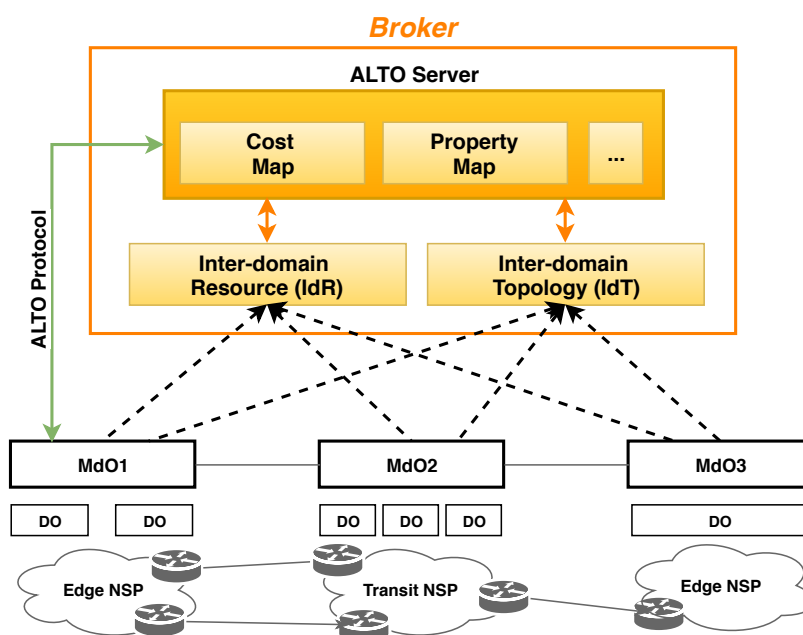 Broker
ALTO Server
Cost
Map
Property
Map
...
ALTO Protocol
Inter-domain
Resource (IdR)
Inter-domain
Topology (IdT)
MdO1
MdO2
MdO3
DO
DO
DO
DO
DO
DO
Edge NSP
Transit NSP
Edge NSP